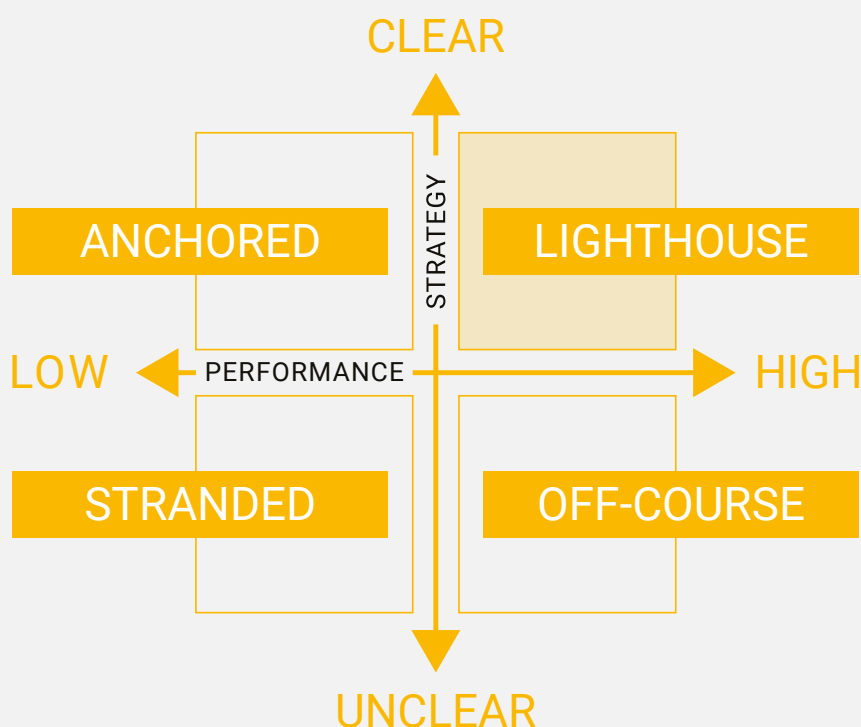 CLEAR
STRATEGY
ANCHORED
LIGHTHOUSE
LOW
PERFORMANCE
HIGH
STRANDED
OFF-COURSE
UNCLEAR